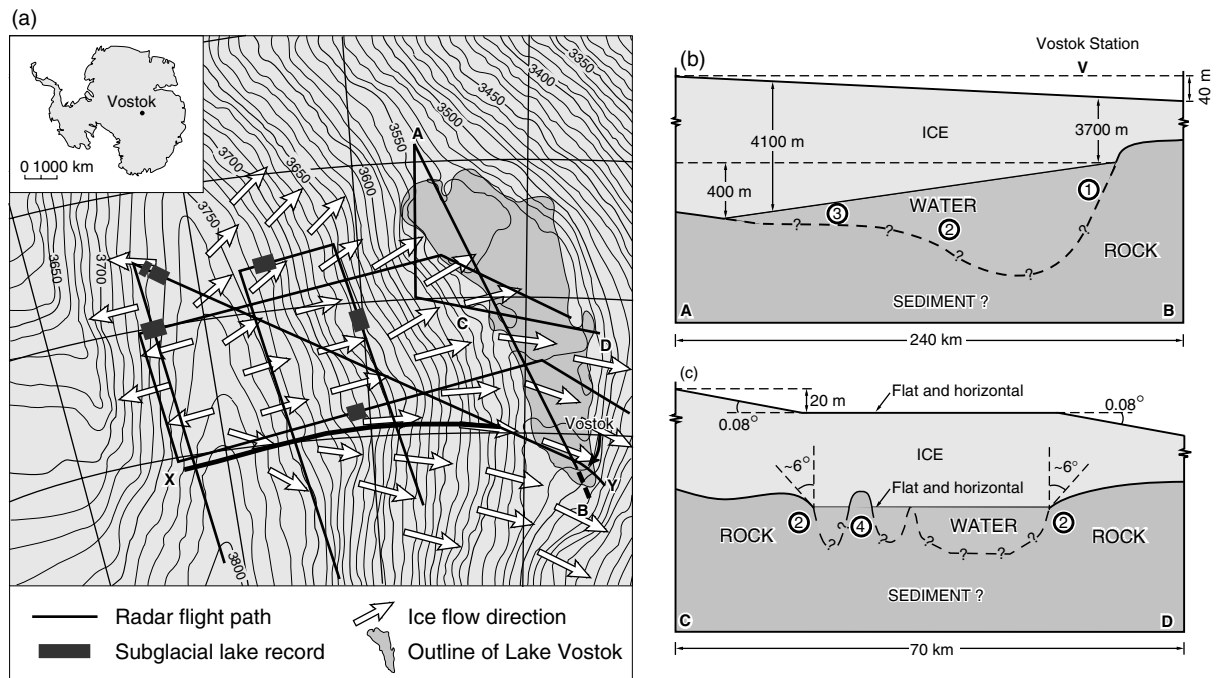 (a)
Vostok
0 1000 km
3350
3400
3450
3500
3550
3600
3650
3700
3750
3650
3700
3800
A
C
D
Vostok
X
Y
B
Radar flight path
Ice flow direction
Subglacial lake record
Outline of Lake Vostok
(b)
Vostok Station
V
40 m
ICE
4100 m
3700 m
400 m
WATER
1
3
2
? ? ? ? ?
ROCK
SEDIMENT ?
A
B
240 km
(c)
20 m
Flat and horizontal
0.08°
0.08°
ICE
~6°
~6°
Flat and horizontal
2
4
2
ROCK
WATER
ROCK
? ? ? ? ?
SEDIMENT ?
C
D
70 km